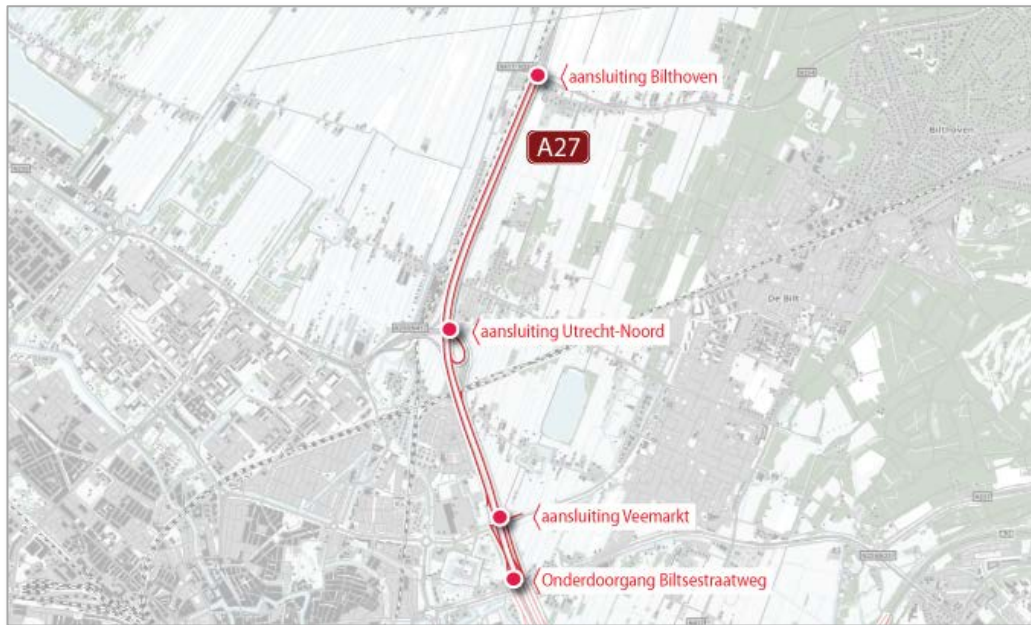 aansluiting Bilthoven
A27
Bilthoven
De Bilt
aansluiting Utrecht-Noord
aansluiting Veemarkt
Onderdoorgang Biltsestraatweg